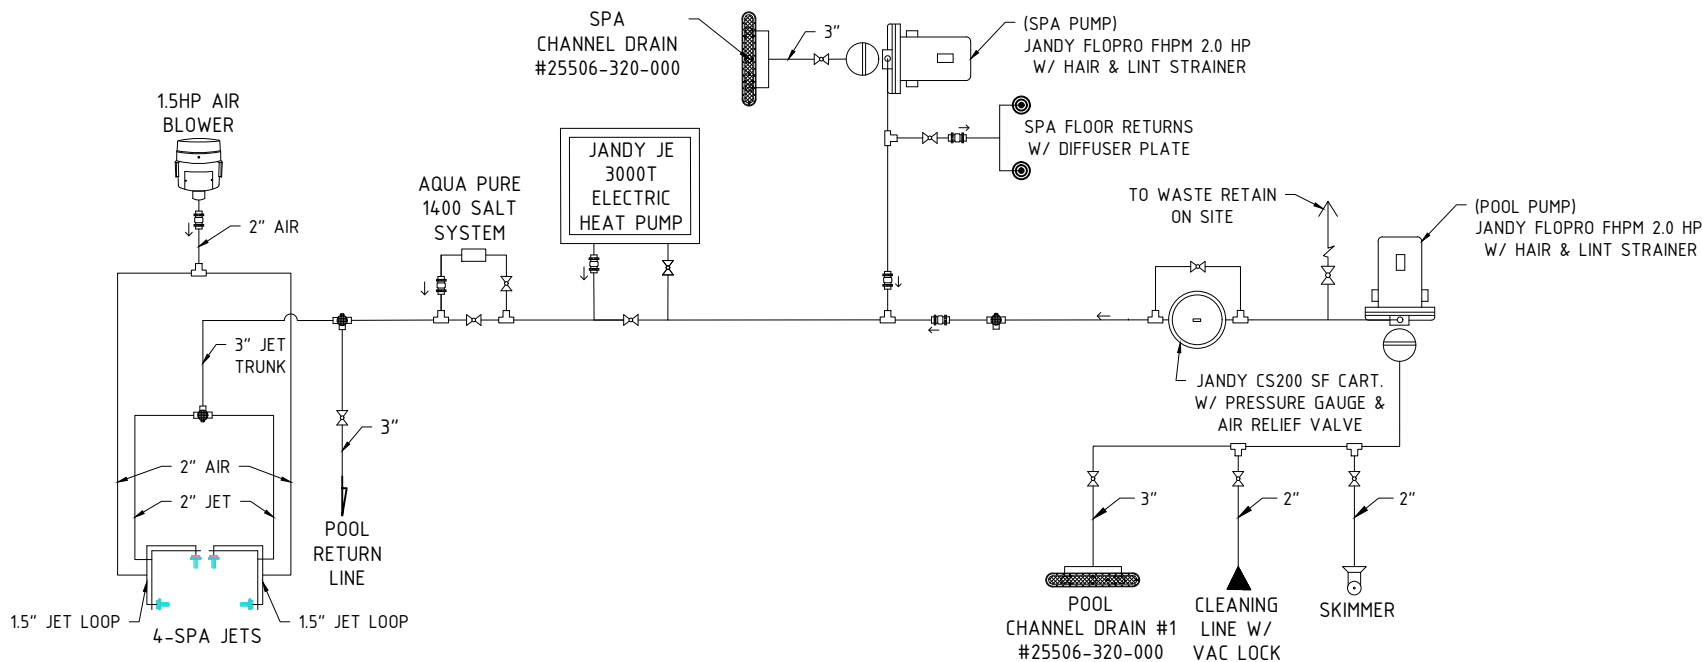 SPA
CHANNEL DRAIN
#25506-320-000
3"
(SPA PUMP)
JANDY FLOPRO FHPM 2.0 HP
W/ HAIR & LINT STRAINER
1.5HP AIR
BLOWER
2" AIR
AQUA PURE
1400 SALT
SYSTEM
JANDY JE
3000T
ELECTRIC
HEAT PUMP
SPA FLOOR RETURNS
W/ DIFFUSER PLATE
TO WASTE RETAIN
ON SITE
(POOL PUMP)
JANDY FLOPRO FHPM 2.0 HP
W/ HAIR & LINT STRAINER
3" JET
TRUNK
JANDY CS200 SF CART.
W/ PRESSURE GAUGE &
AIR RELIEF VALVE
3"
2" AIR
2" JET
POOL
RETURN
LINE
1.5" JET LOOP
1.5" JET LOOP
4-SPA JETS
3"
2"
2"
POOL
CHANNEL DRAIN #1
#25506-320-000
CLEANING
LINE W/
VAC LOCK
SKIMMER